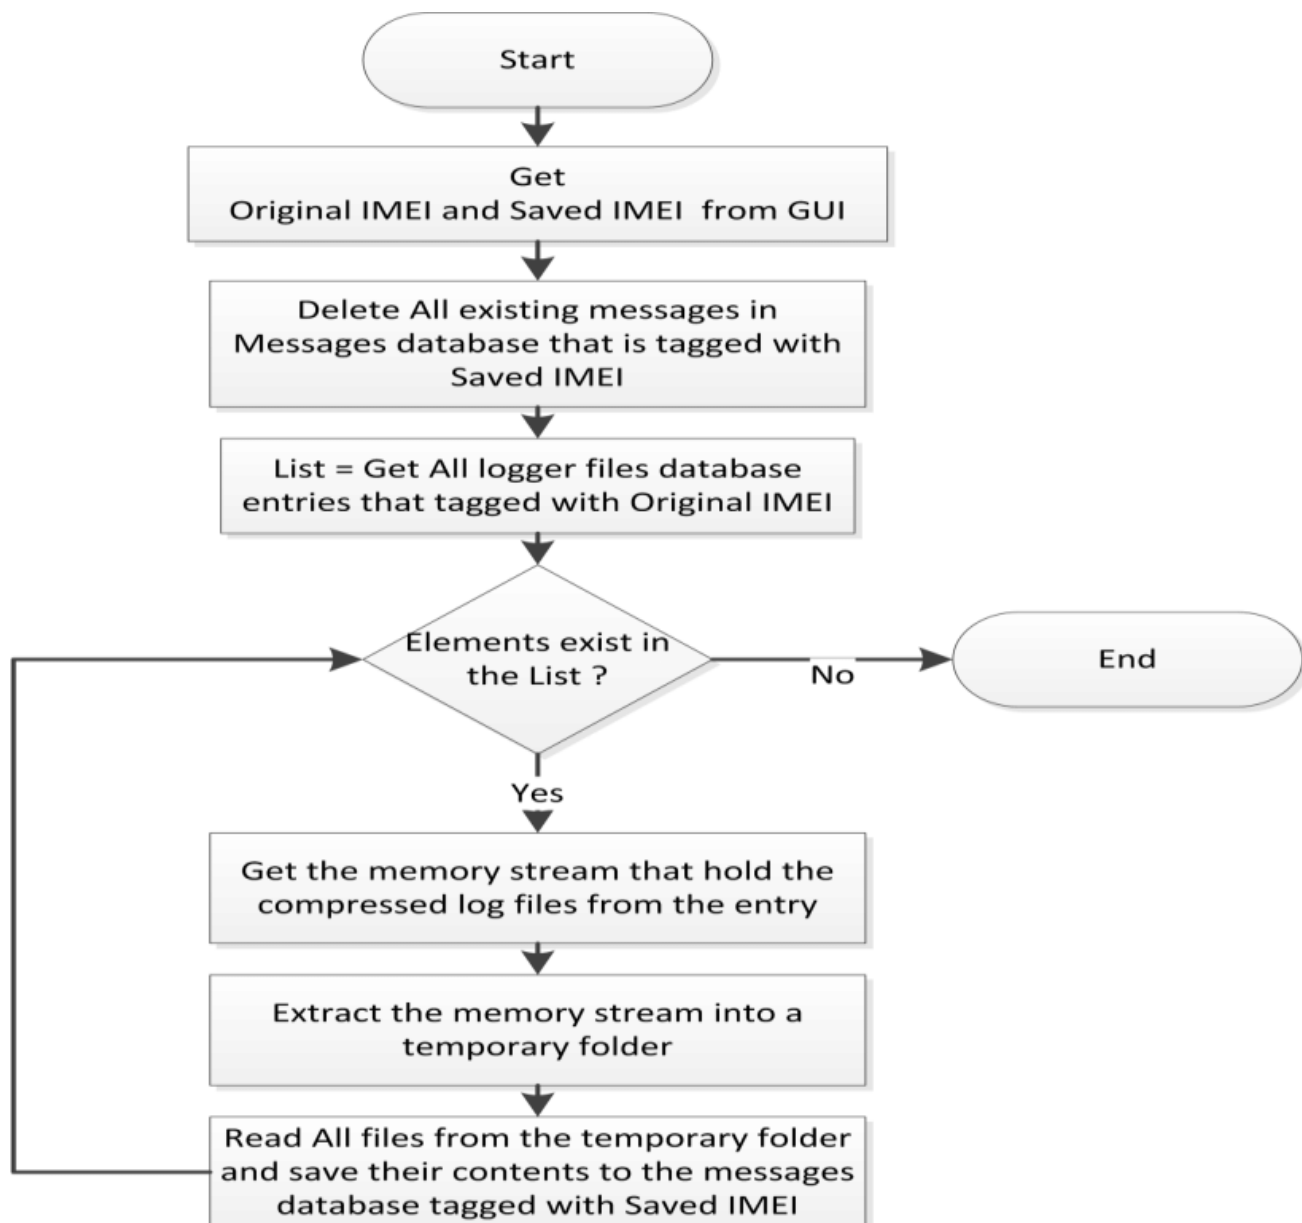 Start
Get
Original IMEI and Saved IMEI from GUI
Delete All existing messages in
Messages database that is tagged with
Saved IMEI
List = Get All logger files database
entries that tagged with Original IMEI
Elements exist in
the List ?
No
End
Yes
Get the memory stream that hold the
compressed log files from the entry
Extract the memory stream into a
temporary folder
Read All files from the temporary folder
and save their contents to the messages
database tagged with Saved IMEI